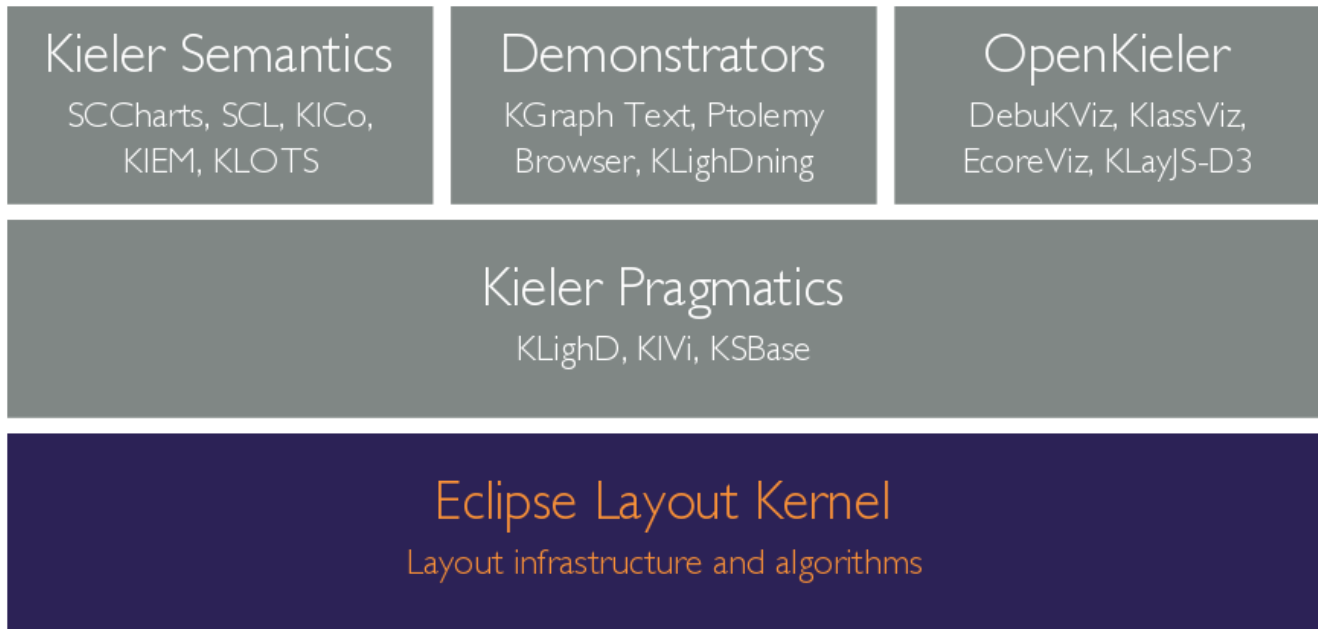 Kieler Semantics
SCCharts, SCL, KICo,
KIEM, KLOTS
Demonstrators
KGraph Text, Ptolemy
Browser, KLighDning
OpenKieler
DebuKViz, KlassViz,
EcoreViz, KLayJS-D3
Kieler Pragmatics
KLighD, KIVi, KSBase
Eclipse Layout Kernel
Layout infrastructure and algorithms